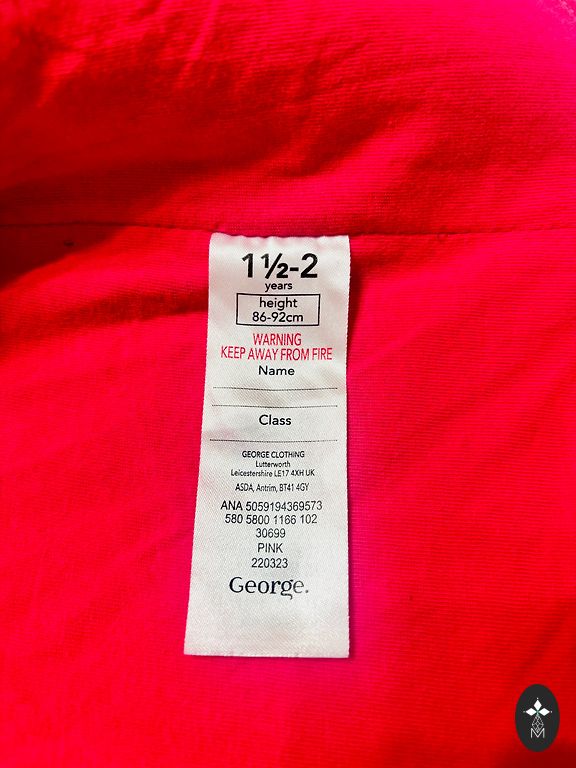 1½-2
years
height
86-92cm
WARNING
KEEP AWAY FROM FIRE
Name
Class
GEORGE CLOTHING
Lutterworth
Leicestershire LE17 4XH UK
ASDA, Antrim, BT41 4GY
ANA 5059194369573
580 5800 1166 102
30699
PINK
220323
George.
M